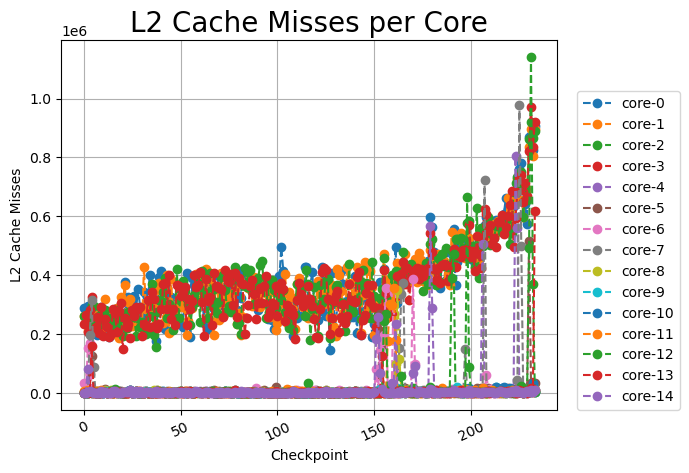 L2 Cache Misses per Core
1e6
1.0
0.8
0.6
0.4
0.2
0.0
L2 Cache Misses
0
50
100
150
200
Checkpoint
core-0
core-1
core-2
core-3
core-4
core-5
core-6
core-7
core-8
core-9
core-10
core-11
core-12
core-13
core-14